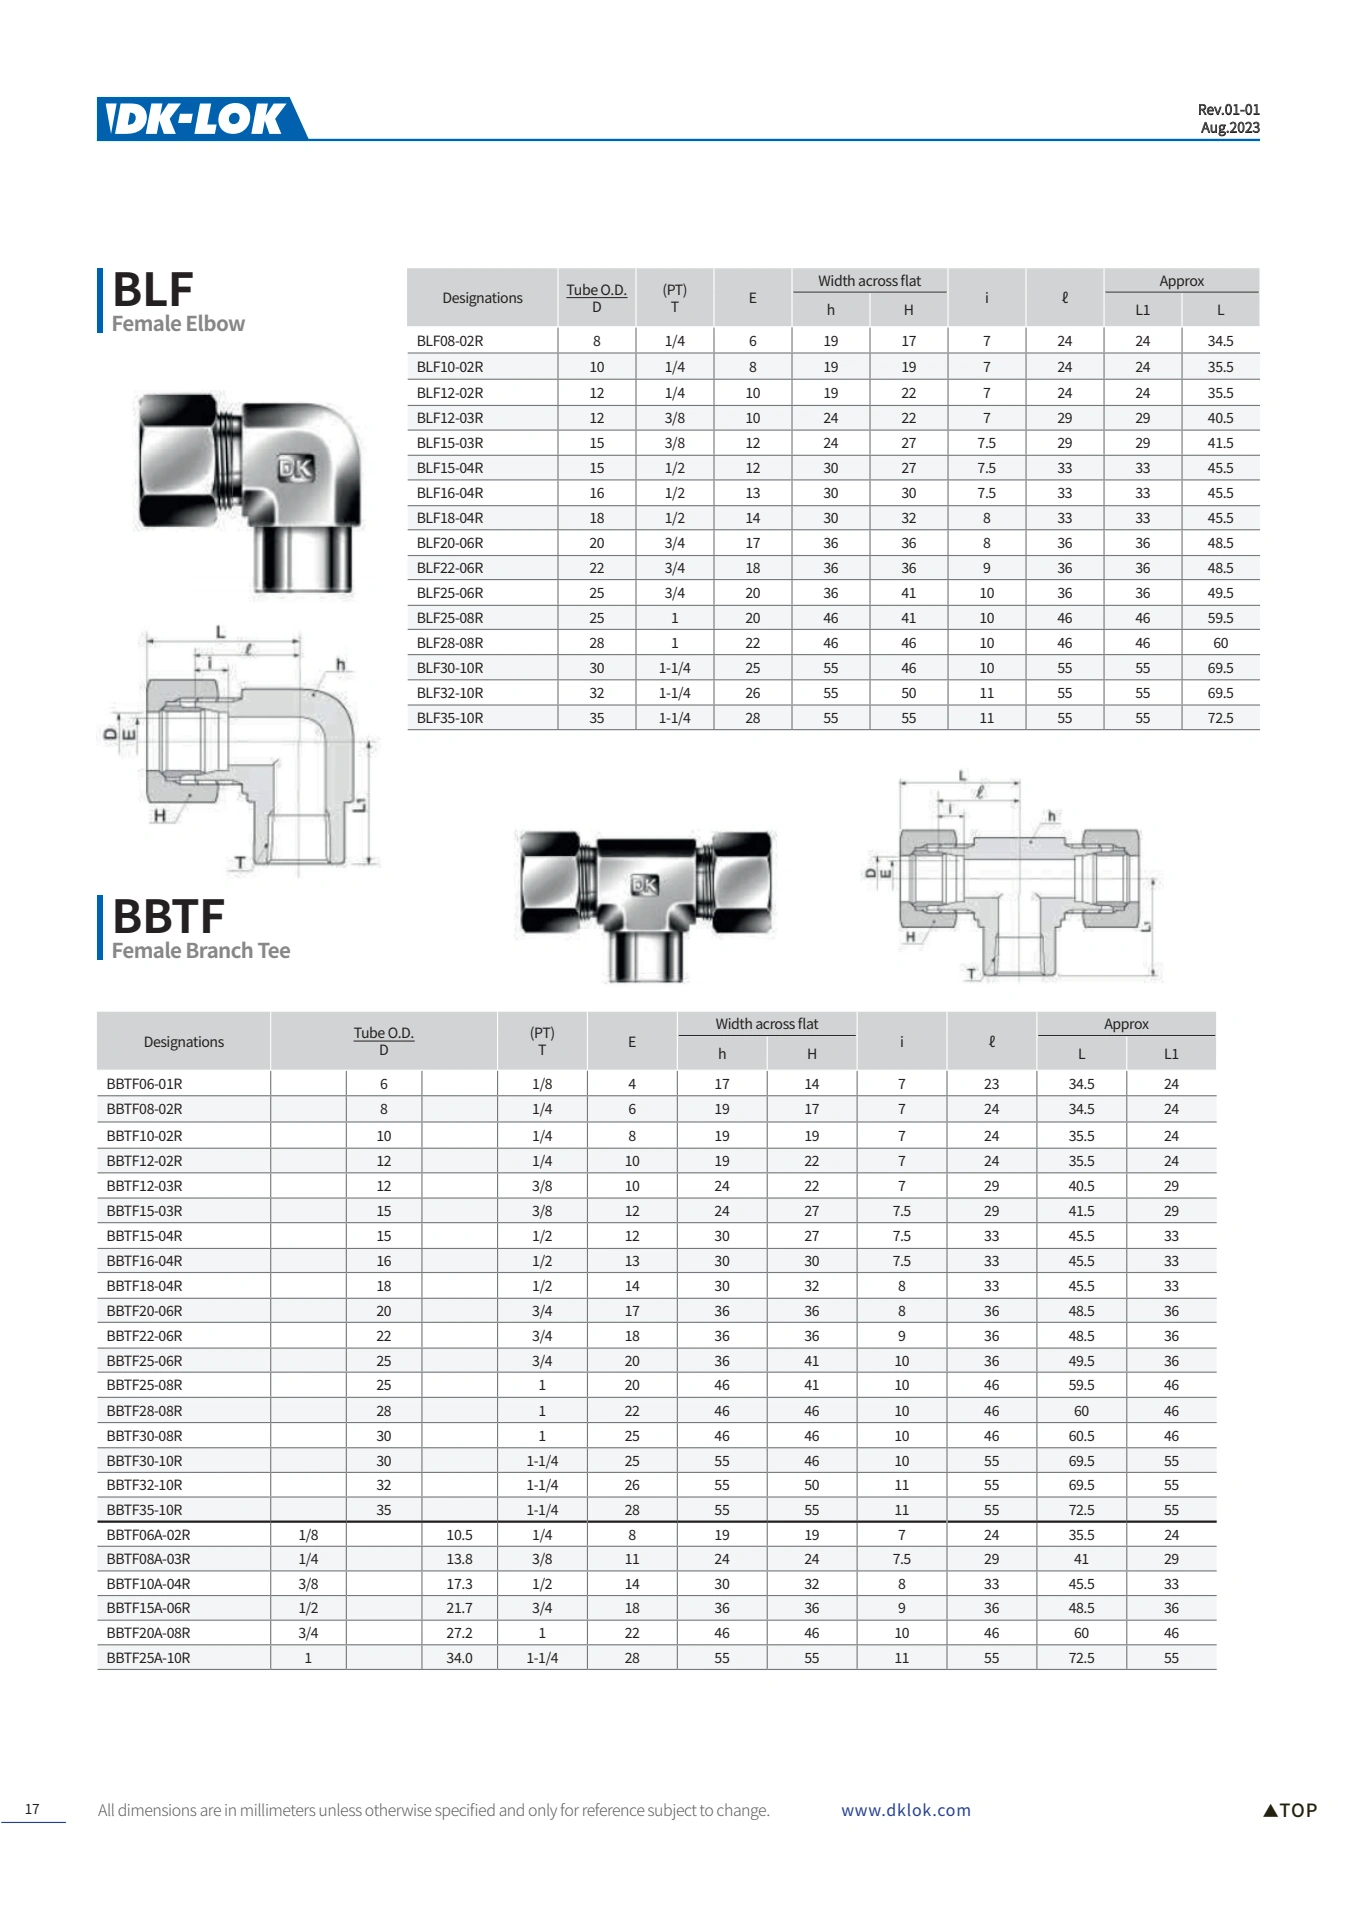 DK-LOK
Rev.01-01
Aug.2023
BLF
Female Elbow
Designations Tube O.D. D (PT) T E Width across flat h H i ℓ Approx L1 L
BLF08-02R 8 1/4 6 19 17 7 24 24 34.5
BLF10-02R 10 1/4 8 19 19 7 24 24 35.5
BLF12-02R 12 1/4 10 19 22 7 24 24 35.5
BLF12-03R 12 3/8 10 24 22 7 29 29 40.5
BLF15-03R 15 3/8 12 24 27 7.5 29 29 41.5
BLF15-04R 15 1/2 12 30 27 7.5 33 33 45.5
BLF16-04R 16 1/2 13 30 30 7.5 33 33 45.5
BLF18-04R 18 1/2 14 30 32 8 33 33 45.5
BLF20-06R 20 3/4 17 36 36 8 36 36 48.5
BLF22-06R 22 3/4 18 36 36 9 36 36 48.5
BLF25-06R 25 3/4 20 36 41 10 36 36 49.5
BLF25-08R 25 1 20 46 41 10 46 46 59.5
BLF28-08R 28 1 22 46 46 10 46 46 60
BLF30-10R 30 1-1/4 25 55 46 10 55 55 69.5
BLF32-10R 32 1-1/4 26 55 50 11 55 55 69.5
BLF35-10R 35 1-1/4 28 55 55 11 55 55 72.5
DK
L
ℓ
i h
D E
H L1
T
BBTF
Female Branch Tee
DK
L
ℓ
i h
D E
H L1
T
Designations Tube O.D. D (PT) T E Width across flat h H i ℓ Approx L L1
BBTF06-01R 6 1/8 4 17 14 7 23 34.5 24
BBTF08-02R 8 1/4 6 19 17 7 24 34.5 24
BBTF10-02R 10 1/4 8 19 19 7 24 35.5 24
BBTF12-02R 12 1/4 10 19 22 7 24 35.5 24
BBTF12-03R 12 3/8 10 24 22 7 29 40.5 29
BBTF15-03R 15 3/8 12 24 27 7.5 29 41.5 29
BBTF15-04R 15 1/2 12 30 27 7.5 33 45.5 33
BBTF16-04R 16 1/2 13 30 30 7.5 33 45.5 33
BBTF18-04R 18 1/2 14 30 32 8 33 45.5 33
BBTF20-06R 20 3/4 17 36 36 8 36 48.5 36
BBTF22-06R 22 3/4 18 36 36 9 36 48.5 36
BBTF25-06R 25 3/4 20 36 41 10 36 49.5 36
BBTF25-08R 25 1 20 46 41 10 46 59.5 46
BBTF28-08R 28 1 22 46 46 10 46 60 46
BBTF30-08R 30 1 25 46 46 10 46 60.5 46
BBTF30-10R 30 1-1/4 25 55 46 10 55 69.5 55
BBTF32-10R 32 1-1/4 26 55 50 11 55 69.5 55
BBTF35-10R 35 1-1/4 28 55 55 11 55 72.5 55
BBTF06A-02R 1/8 10.5 1/4 8 19 19 7 24 35.5 24
BBTF08A-03R 1/4 13.8 3/8 11 24 24 7.5 29 41 29
BBTF10A-04R 3/8 17.3 1/2 14 30 32 8 33 45.5 33
BBTF15A-06R 1/2 21.7 3/4 18 36 36 9 36 48.5 36
BBTF20A-08R 3/4 27.2 1 22 46 46 10 46 60 46
BBTF25A-10R 1 34.0 1-1/4 28 55 55 11 55 72.5 55
17 All dimensions are in millimeters unless otherwise specified and only for reference subject to change. www.dklok.com ▲TOP